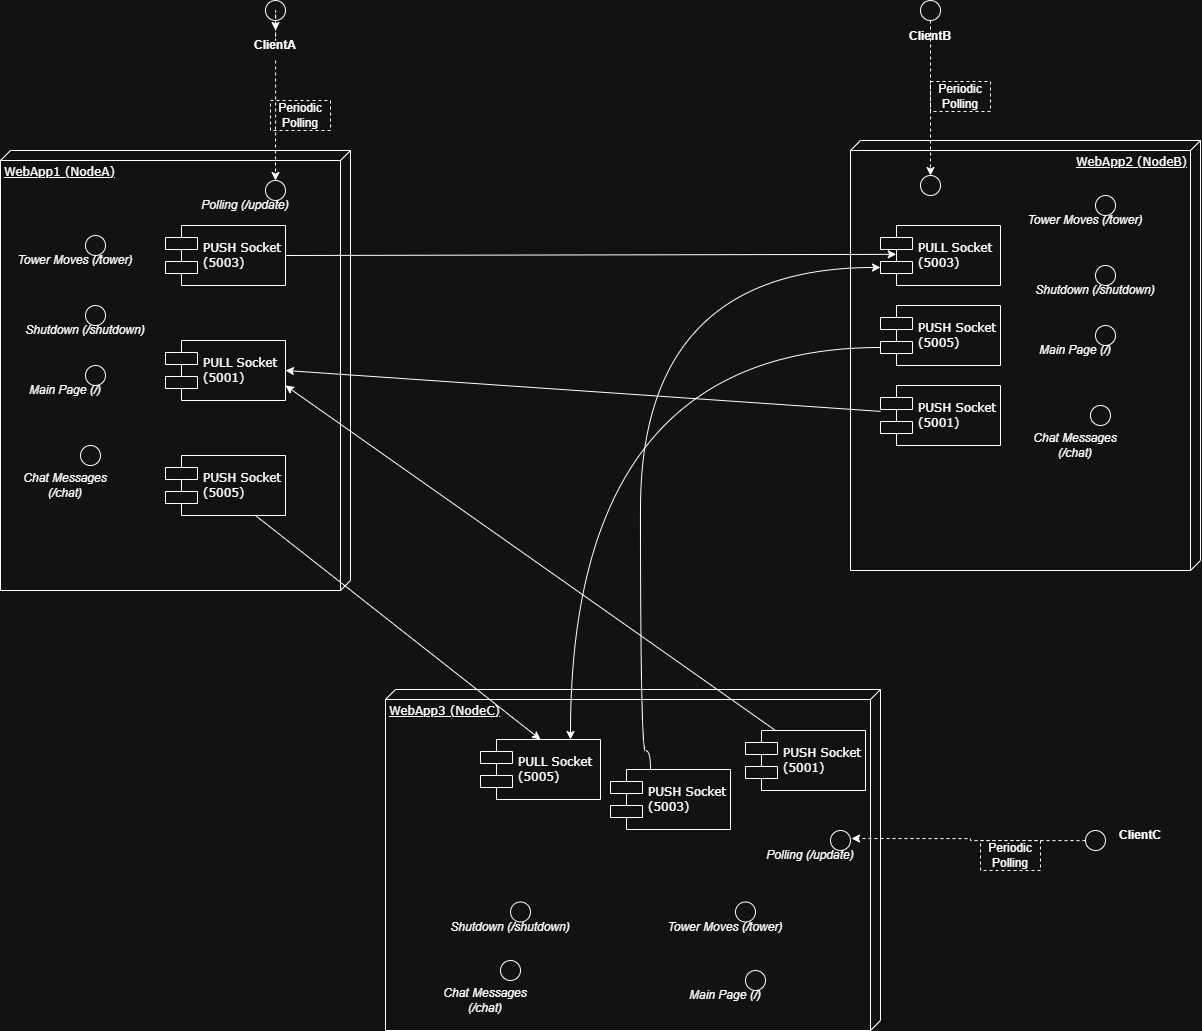 ClientA
Periodic
Polling
WebApp1 (NodeA)
Polling (/update)
Tower Moves (/tower)
PUSH Socket
(5003)
Shutdown (/shutdown)
PULL Socket
(5001)
Main Page (/)
Chat Messages
(/chat)
PUSH Socket
(5005)
ClientB
Periodic
Polling
WebApp2 (NodeB)
Tower Moves (/tower)
PULL Socket
(5003)
Shutdown (/shutdown)
PUSH Socket
(5005)
Main Page (/)
PUSH Socket
(5001)
Chat Messages
(/chat)
WebApp3 (NodeC)
PULL Socket
(5005)
PUSH Socket
(5003)
PUSH Socket
(5001)
Polling (/update)
Periodic
Polling
ClientC
Shutdown (/shutdown)
Tower Moves (/tower)
Chat Messages
(/chat)
Main Page (/)